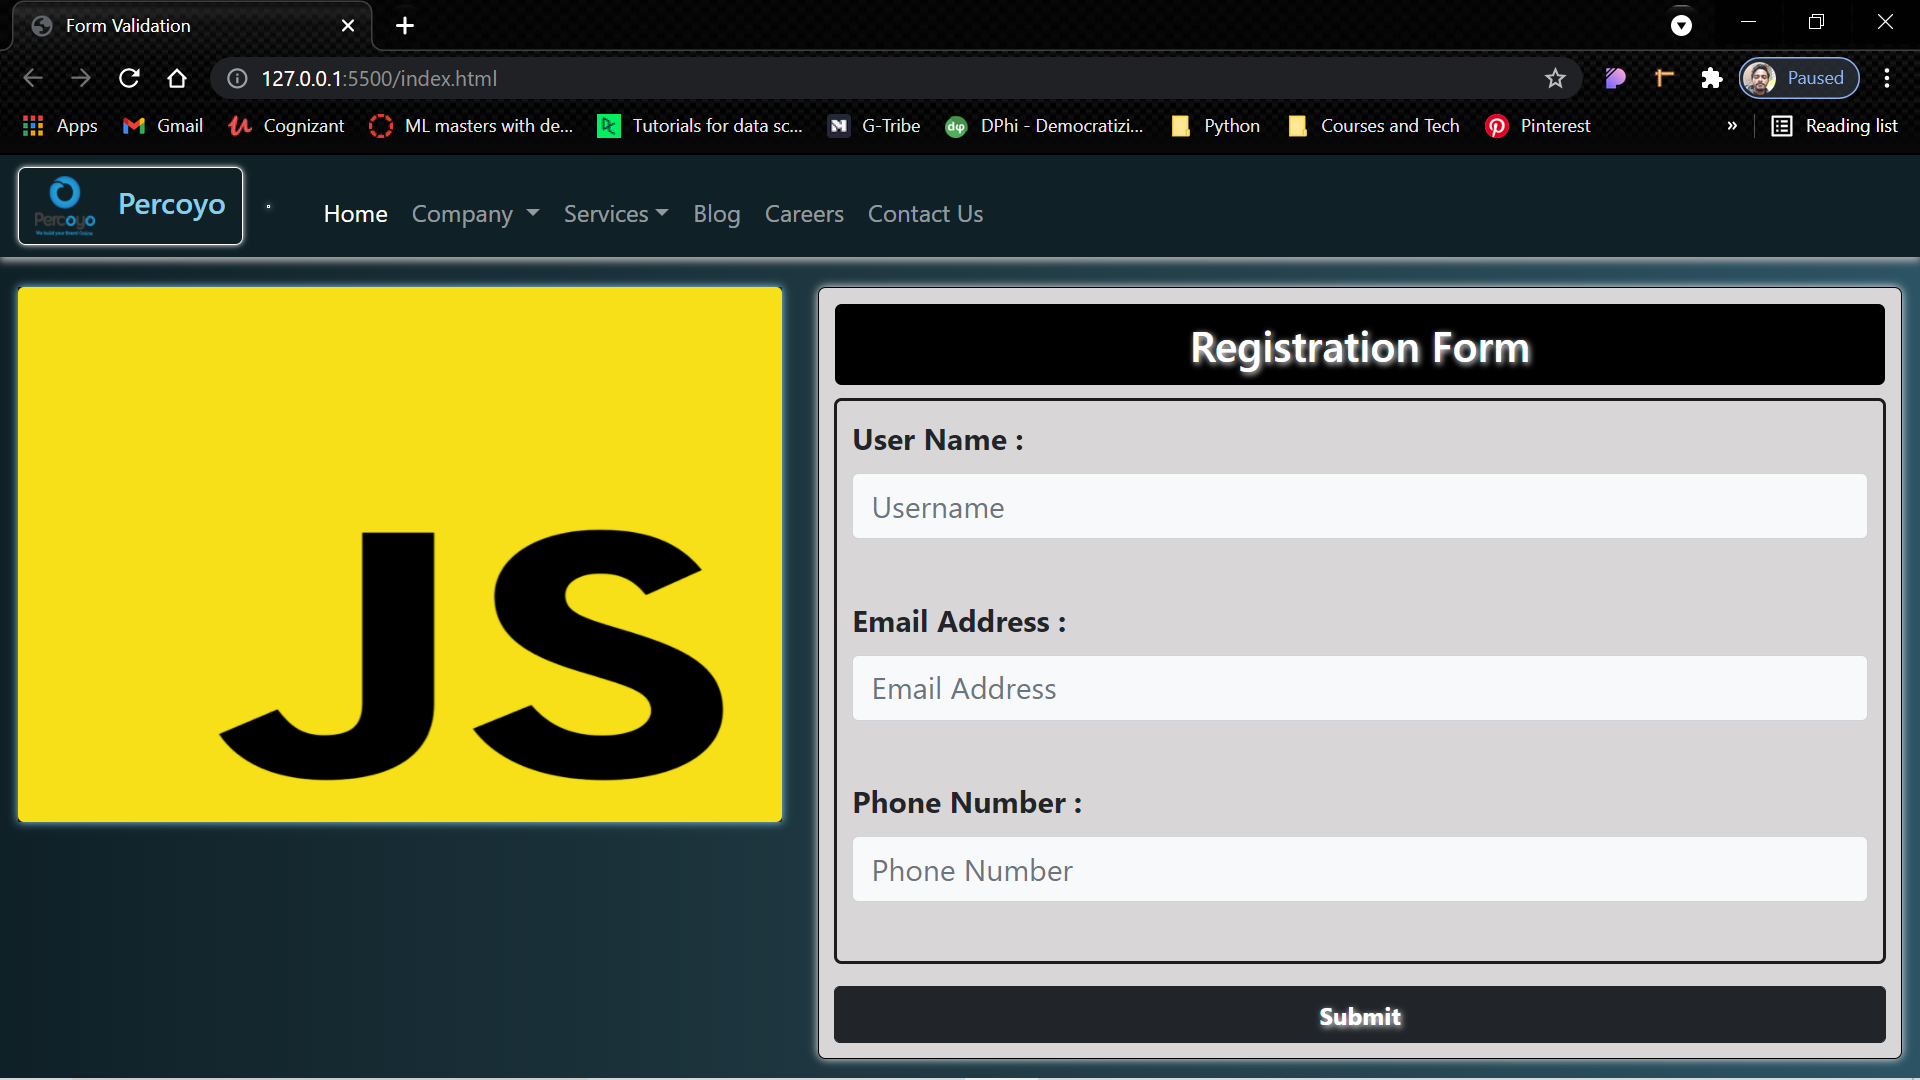 Form Validation
127.0.0.1:5500/index.html
Paused
Apps Gmail Cognizant ML masters with de... Tutorials for data sc... G-Tribe DPhi - Democratizi... Python Courses and Tech Pinterest » Reading list
Percoyo
Percoyo
Home Company Services Blog Careers Contact Us
JS
Registration Form
User Name :
Username
Email Address :
Email Address
Phone Number :
Phone Number
Submit